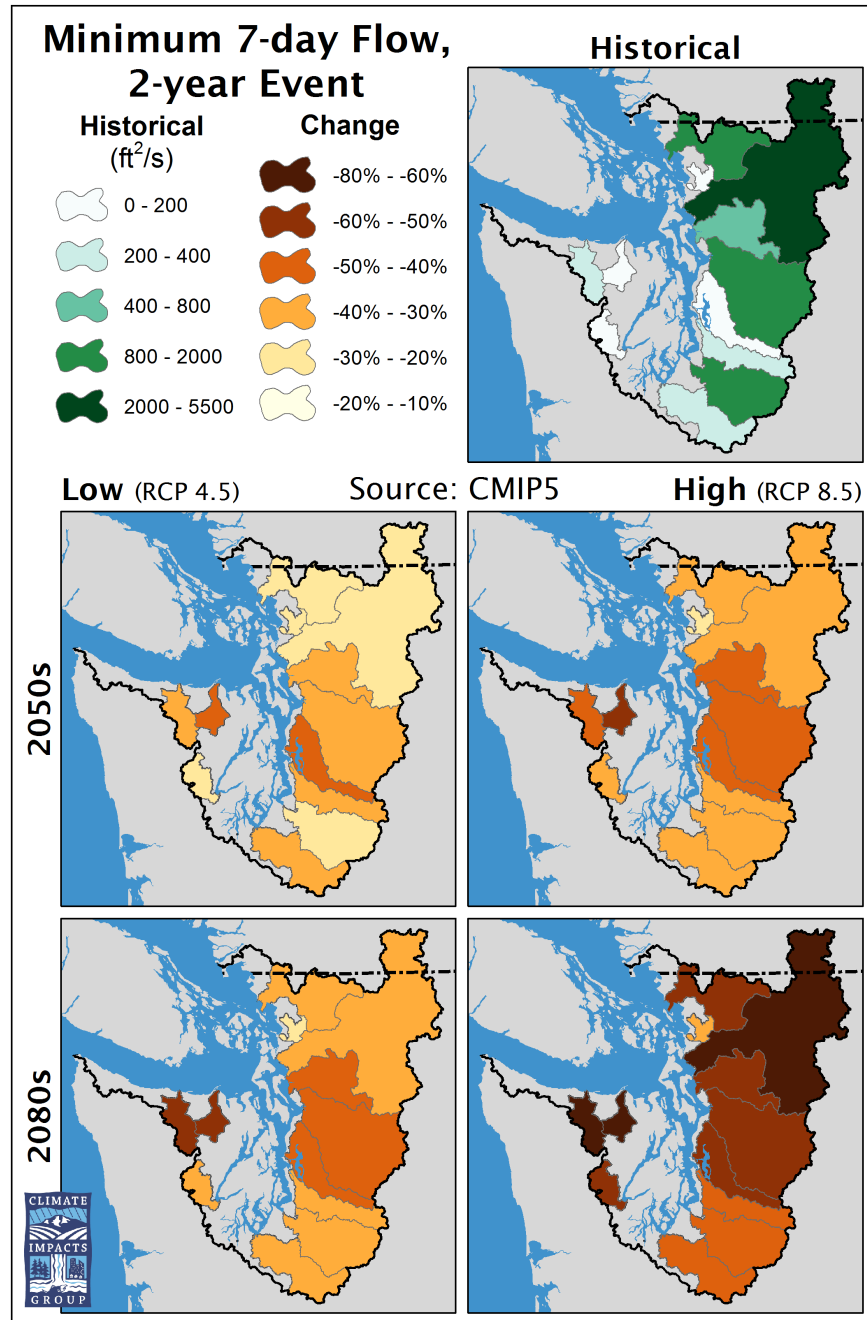 Minimum 7-day Flow,
2-year Event
Historical
(ft²/s)
0 - 200
200 - 400
400 - 800
800 - 2000
2000 - 5500
Change
-80% - -60%
-60% - -50%
-50% - -40%
-40% - -30%
-30% - -20%
-20% - -10%
Historical
Low (RCP 4.5)
Source: CMIP5
High (RCP 8.5)
2050s
2080s
CLIMATE
IMPACTS
GROUP